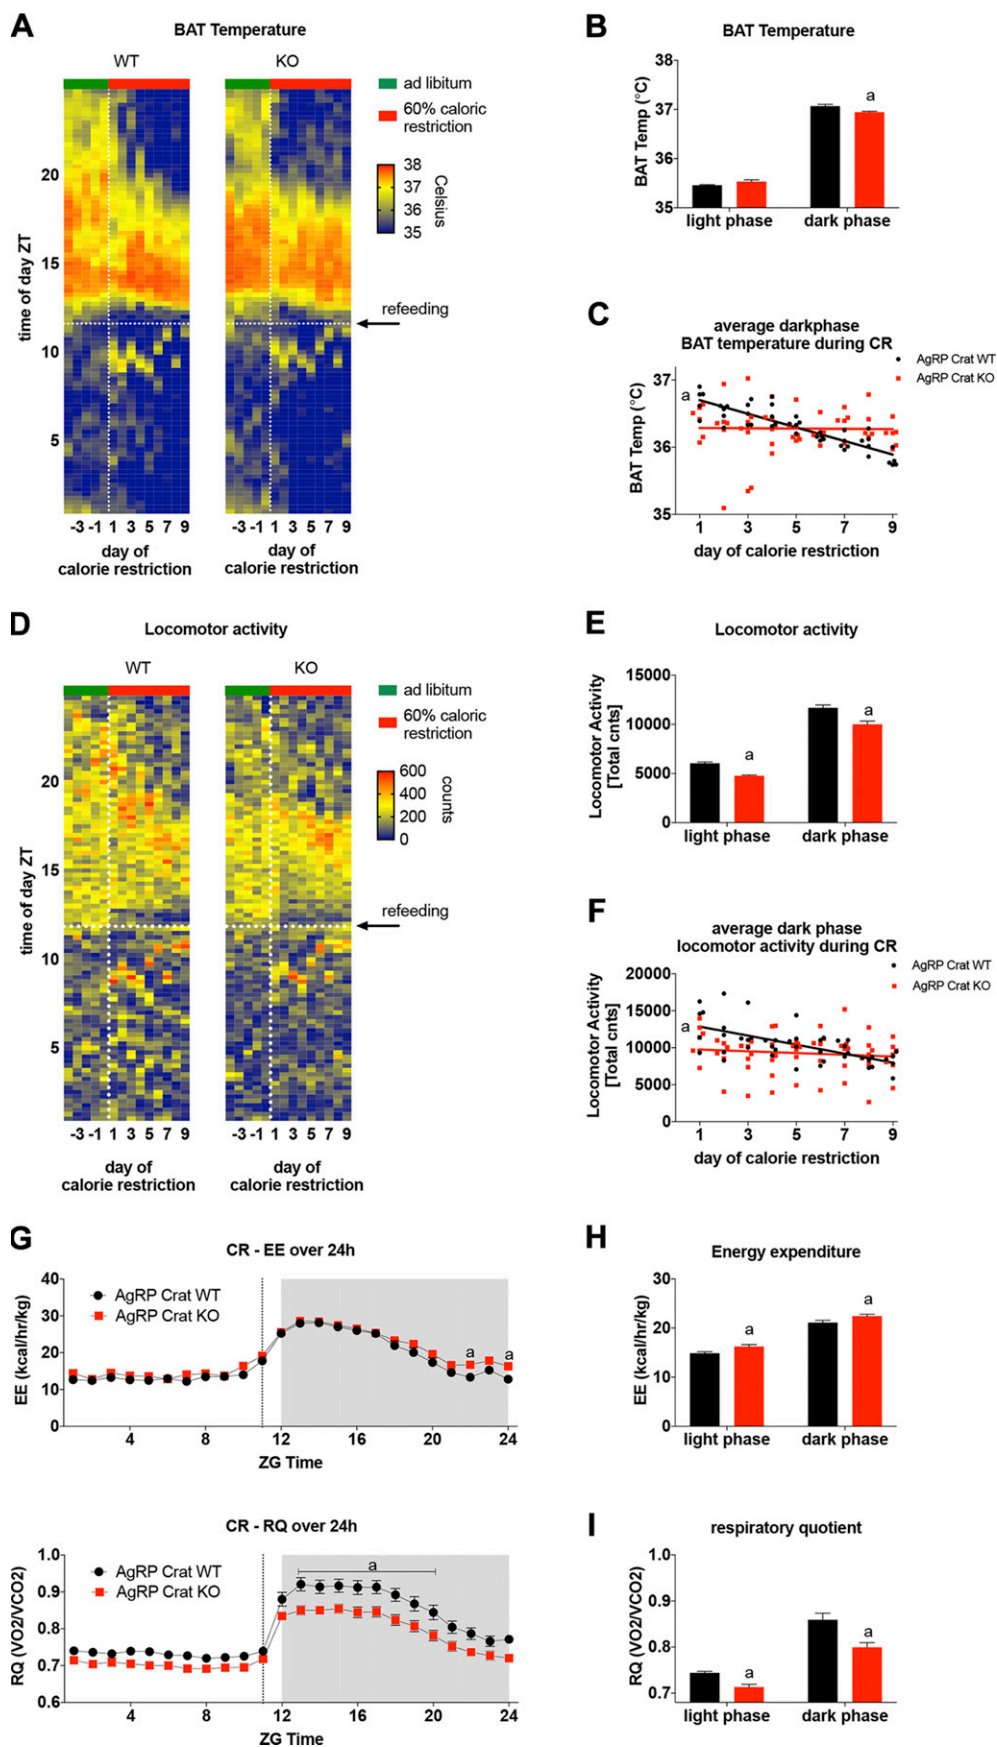 A
BAT Temperature
WT
KO
ad libitum
60% caloric
restriction
38
37
36
35
Celsius
time of day ZT
20
15
10
5
refeeding
-3 -1 1 3 5 7 9
-3 -1 1 3 5 7 9
day of
calorie restriction
day of
calorie restriction
B
BAT Temperature
BAT Temp (°C)
38
37
36
35
a
light phase
dark phase
C
average darkphase
BAT temperature during CR
AgRP Crat WT
AgRP Crat KO
BAT Temp (°C)
37
36
35
a
1 3 5 7 9
day of calorie restriction
D
Locomotor activity
WT
KO
ad libitum
60% caloric
restriction
600
400
200
0
counts
time of day ZT
20
15
10
5
refeeding
-3 -1 1 3 5 7 9
-3 -1 1 3 5 7 9
day of
calorie restriction
day of
calorie restriction
E
Locomotor activity
Locomotor Activity
[Total cnts]
15000
10000
5000
0
a
a
light phase
dark phase
F
average dark phase
locomotor activity during CR
AgRP Crat WT
AgRP Crat KO
Locomotor Activity
[Total cnts]
20000
15000
10000
5000
0
a
1 3 5 7 9
day of calorie restriction
G
CR - EE over 24h
AgRP Crat WT
AgRP Crat KO
EE (kcal/hr/kg)
40
30
20
10
0
a
a
4 8 12 16 20 24
ZG Time
H
Energy expenditure
EE (kcal/hr/kg)
30
20
10
0
a
a
light phase
dark phase
CR - RQ over 24h
AgRP Crat WT
AgRP Crat KO
RQ (VO2/VCO2)
1.0
0.9
0.8
0.7
0.6
a
4 8 12 16 20 24
ZG Time
I
respiratory quotient
RQ (VO2/VCO2)
1.0
0.9
0.8
0.7
a
a
light phase
dark phase